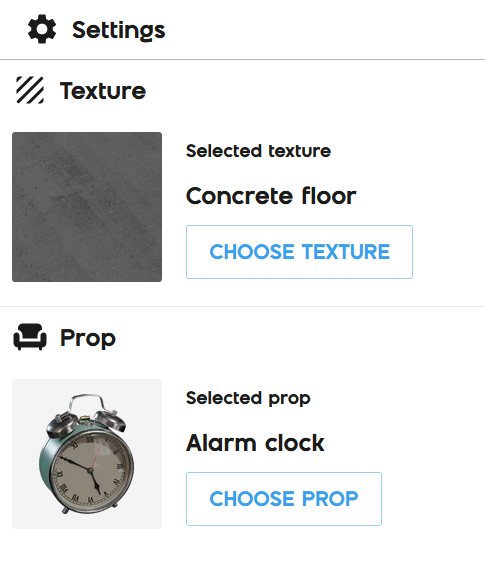 Settings
Texture
Selected texture
Concrete floor
CHOOSE TEXTURE
Prop
Selected prop
Alarm clock
CHOOSE PROP